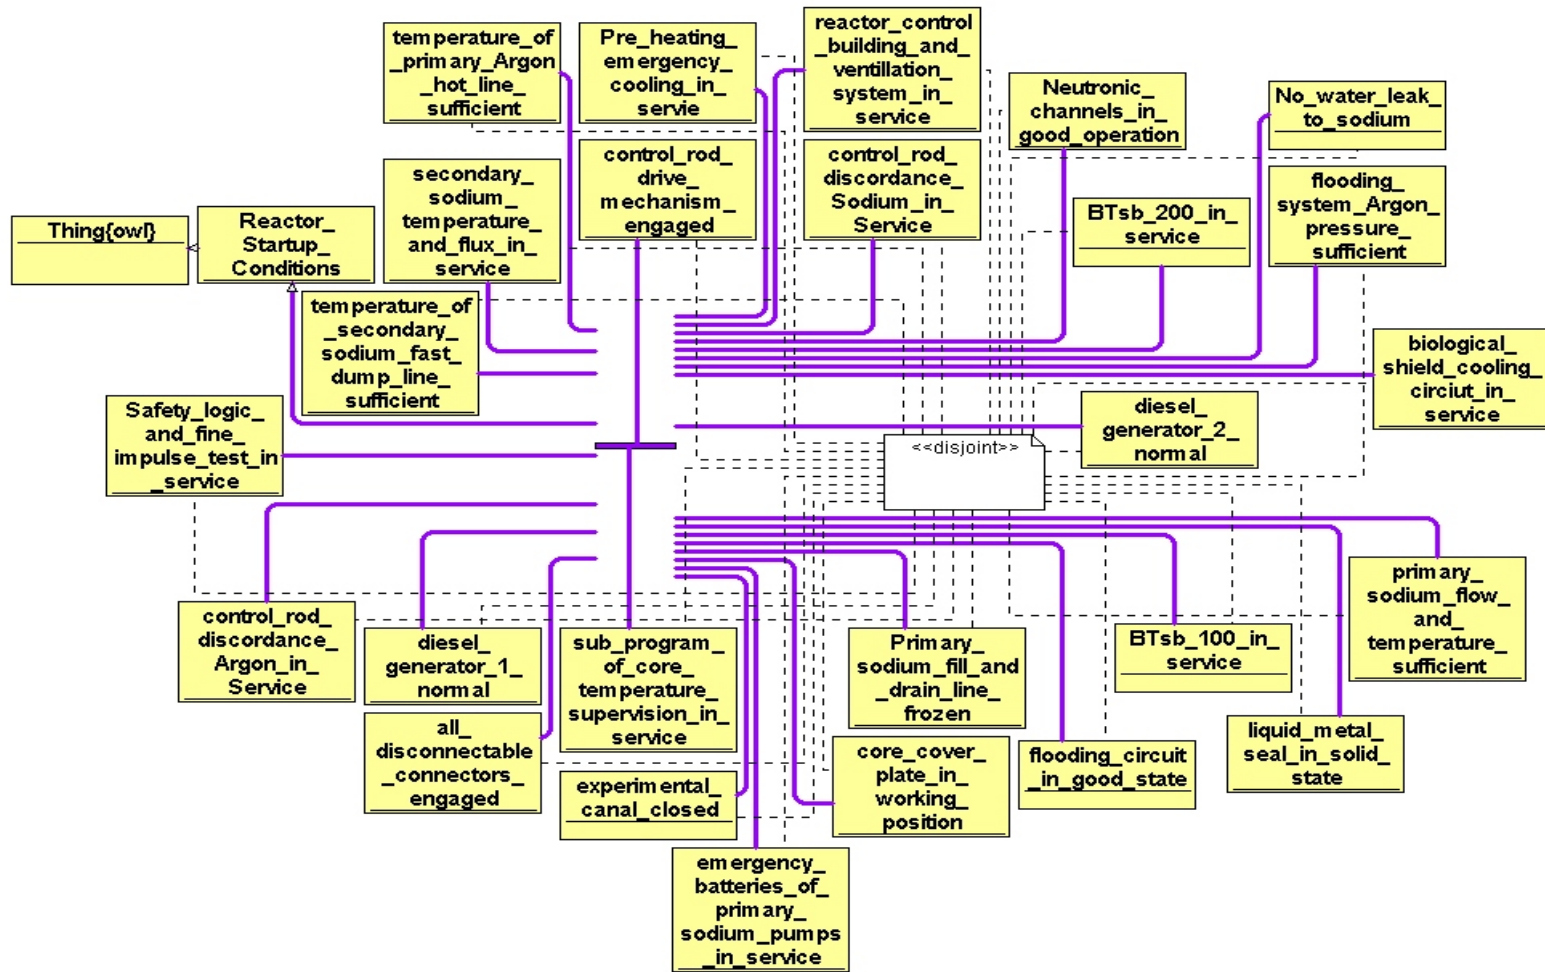 temperature_of
_primary_Argon
_hot_line_
sufficient
Pre_heating_
emergency_
cooling_in_
servie
reactor_control
_building_and_
ventillation_
system_in_
service
Neutronic_
channels_in_
good_operation
No_water_leak_
to_sodium
secondary_
sodium_
temperature_
and_flux_in_
service
control_rod_
drive_
mechanism_
engaged
control_rod_
discordance_
Sodium_in_
Service
BTsb_200_in_
service
flooding_
system_Argon_
pressure_
sufficient
Thing{owl}
Reactor_
Startup_
Conditions
temperature_of
_secondary_
sodium_fast_
dump_line_
sufficient
biological_
shield_cooling_
circiut_in_
service
Safety_logic_
and_fine_
impulse_test_in
_service
diesel_
generator_2_
normal
<<disjoint>>
control_rod_
discordance_
Argon_in_
Service
diesel_
generator_1_
normal
sub_program_
of_core_
temperature_
supervision_in_
service
Primary_
sodium_fill_and
_drain_line_
frozen
BTsb_100_in_
service
primary_
sodium_flow_
and_
temperature_
sufficient
all_
disconnectable
_connectors_
engaged
experimental_
canal_closed
core_cover_
plate_in_
working_
position
flooding_circuit
_in_good_state
liquid_metal_
seal_in_solid_
state
emergency_
batteries_of_
primary_
sodium_pumps
_in_service